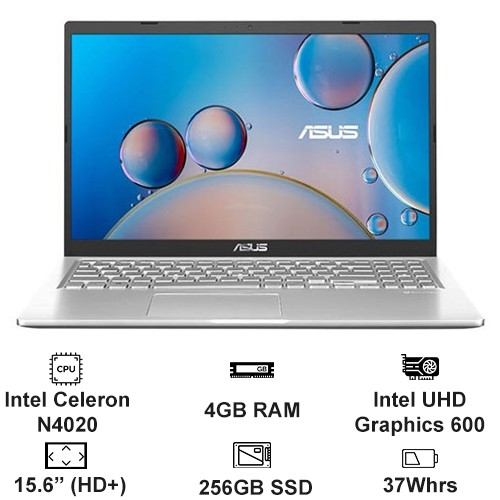 ASUS
ASUS
CPU
GB
Intel Celeron
N4020
4GB RAM
Intel UHD
Graphics 600
15.6” (HD+)
256GB SSD
37Whrs